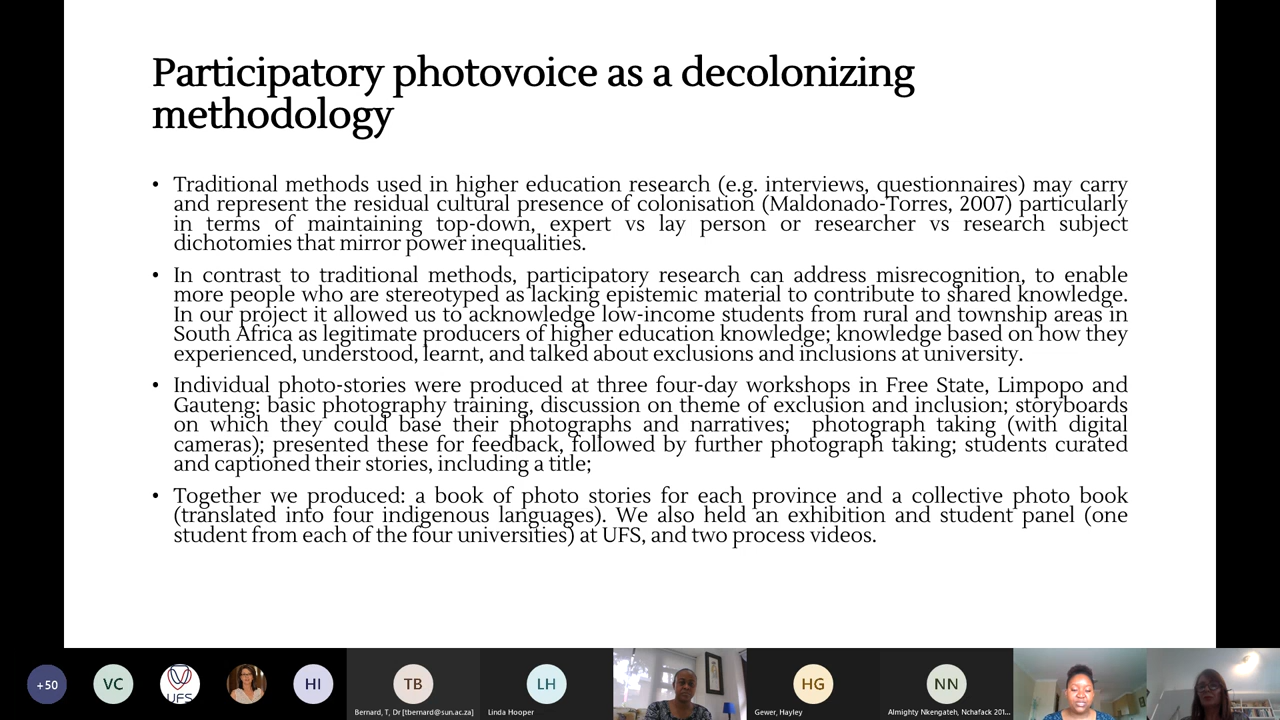 Participatory photovoice as a decolonizing
methodology
• Traditional methods used in higher education research (e.g. interviews, questionnaires) may carry
and represent the residual cultural presence of colonisation (Maldonado-Torres, 2007) particularly
in terms of maintaining top-down, expert vs lay person or researcher vs research subject
dichotomies that mirror power inequalities.
• In contrast to traditional methods, participatory research can address misrecognition, to enable
more people who are stereotyped as lacking epistemic material to contribute to shared knowledge.
In our project it allowed us to acknowledge low-income students from rural and township areas in
South Africa as legitimate producers of higher education knowledge; knowledge based on how they
experienced, understood, learnt, and talked about exclusions and inclusions at university.
• Individual photo-stories were produced at three four-day workshops in Free State, Limpopo and
Gauteng: basic photography training, discussion on theme of exclusion and inclusion; storyboards
on which they could base their photographs and narratives; photograph taking (with digital
cameras); presented these for feedback, followed by further photograph taking; students curated
and captioned their stories, including a title;
• Together we produced: a book of photo stories for each province and a collective photo book
(translated into four indigenous languages). We also held an exhibition and student panel (one
student from each of the four universities) at UFS, and two process videos.
+50
VC
UFS
HI
TB
LH
HG
NN
Bernard, T, Dr [tbernard@sun.ac.za]
Linda Hooper
Gewer, Hayley
Almighty Nkengateh, Nchafack 201...